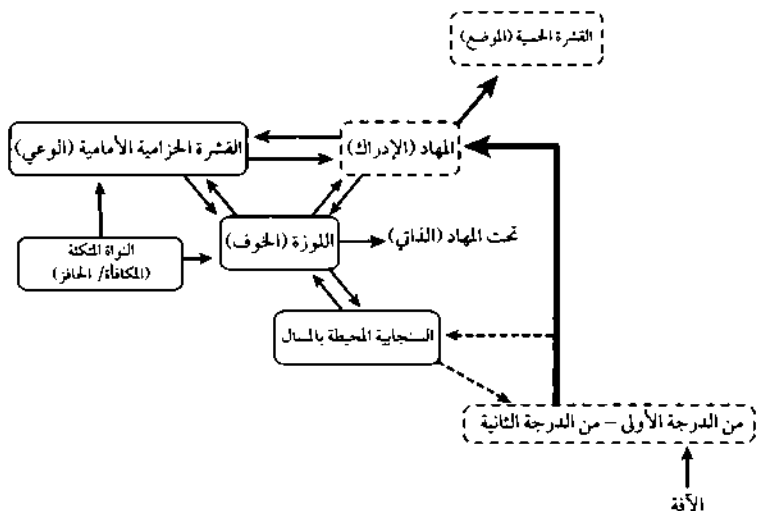 القشرة الحسية (الموضع)
المهاد (الإدراك)
القشرة الحزامية الأمامية (الوعي)
اللوزة (الخوف)
تحت المهاد (الذاتي)
النواة المتكئة
(المكافأة/ الحافز)
السنجابية المحيطة بالمسال
من الدرجة الأولى – من الدرجة الثانية
الآفة